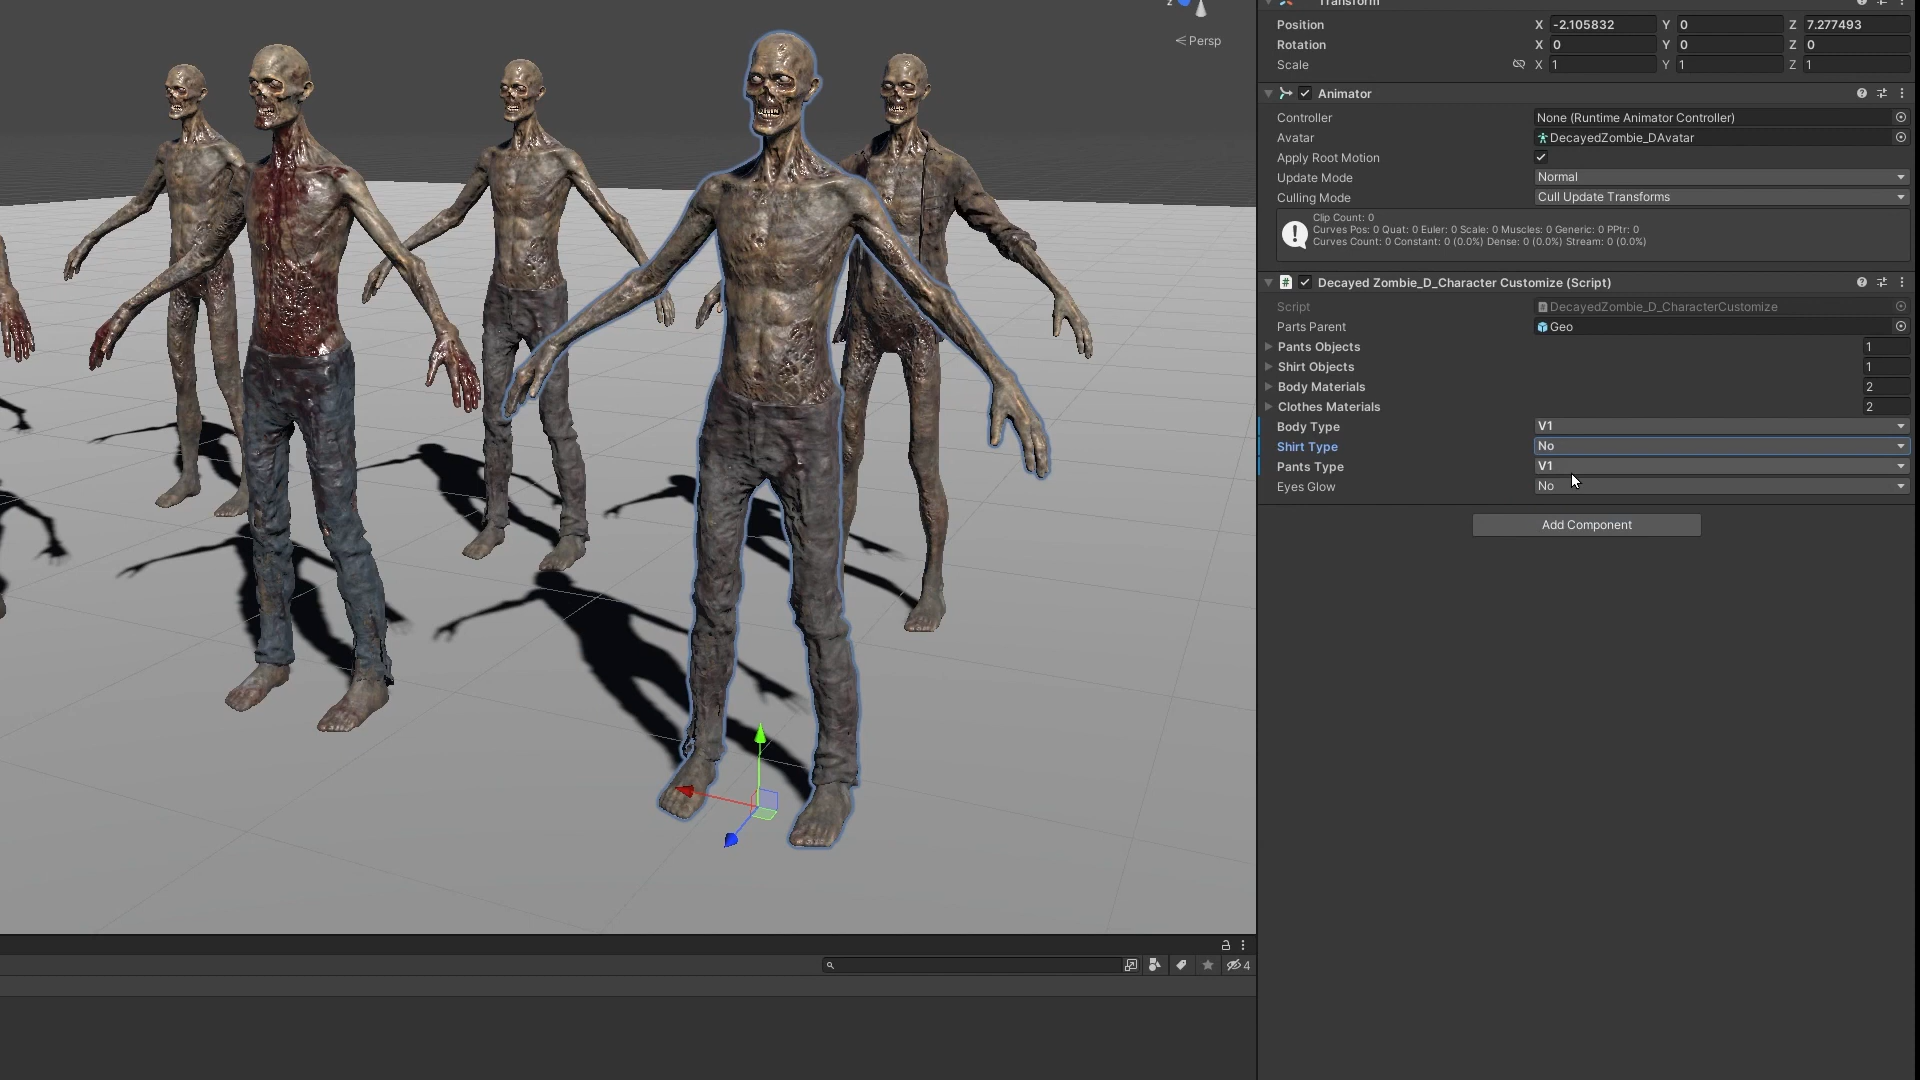 Z
Persp
Transform
Position X -2.105832 Y 0 Z 7.277493
Rotation X 0 Y 0 Z 0
Scale X 1 Y 1 Z 1
Animator
Controller None (Runtime Animator Controller)
Avatar DecayedZombie_DAvatar
Apply Root Motion
Update Mode Normal
Culling Mode Cull Update Transforms
Clip Count: 0
Curves Pos: 0 Quat: 0 Euler: 0 Scale: 0 Muscles: 0 Generic: 0 PPtr: 0
Curves Count: 0 Constant: 0 (0.0%) Dense: 0 (0.0%) Stream: 0 (0.0%)
# Decayed Zombie_D_Character Customize (Script)
Script DecayedZombie_D_CharacterCustomize
Parts Parent Geo
Pants Objects 1
Shirt Objects 1
Body Materials 2
Clothes Materials 2
Body Type V1
Shirt Type No
Pants Type V1
Eyes Glow No
Add Component
4